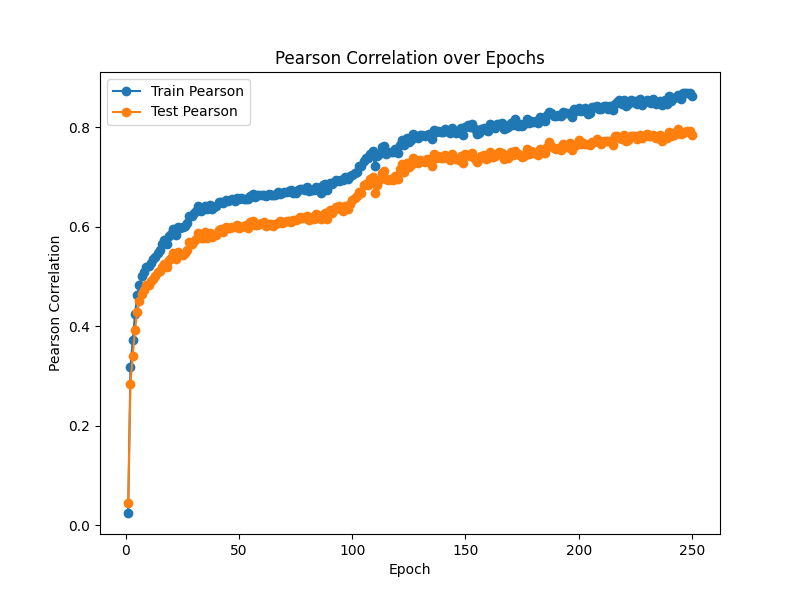 Pearson Correlation over Epochs
Train Pearson
Test Pearson
Pearson Correlation
0.8
0.6
0.4
0.2
0.0
0
50
100
150
200
250
Epoch